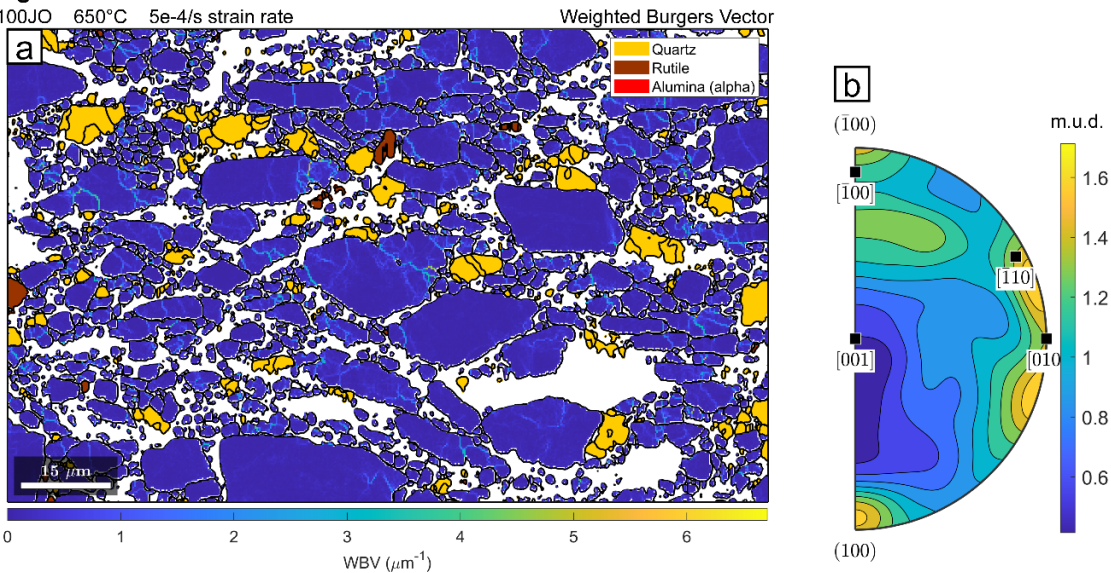 100JO 650°C 5e-4/s strain rate Weighted Burgers Vector
a
Quartz
Rutile
Alumina (alpha)
15 μm
0 1 2 3 4 5 6
WBV (μm⁻¹)
b
(1̄00)
m.u.d.
[1̄00]
[1̄10]
[001]
[010
(100)
1.6
1.4
1.2
1
0.8
0.6